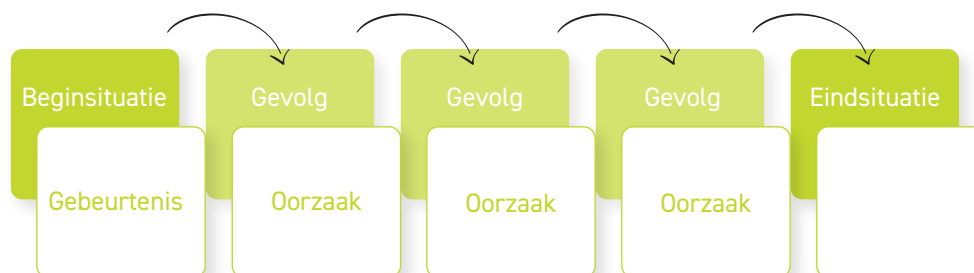 Beginsituatie
Gevolg
Gevolg
Gevolg
Eindsituatie
Gebeurtenis
Oorzaak
Oorzaak
Oorzaak